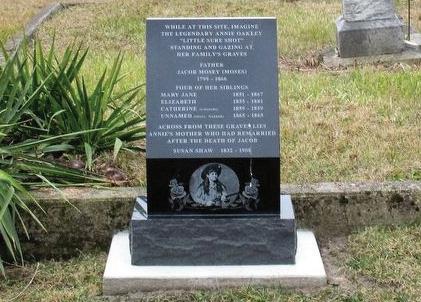 WHILE AT THIS SITE, IMAGINE
THE LEGENDARY ANNIE OAKLEY
"LITTLE SURE SHOT"
STANDING AND GAZING AT
HER FAMILY'S GRAVES
FATHER
JACOB MOSEY (MOSES)
1799 - 1866
FOUR OF HER SIBLINGS
MARY JANE 1851 - 1867
ELIZABETH 1855 - 1881
CATHERINE 1859 - 1859
UNNAMED 1865 - 1865
ACROSS FROM THESE GRAVES LIES
ANNIE'S MOTHER WHO HAD REMARRIED
AFTER THE DEATH OF JACOB
SUSAN SHAW 1832 - 1908